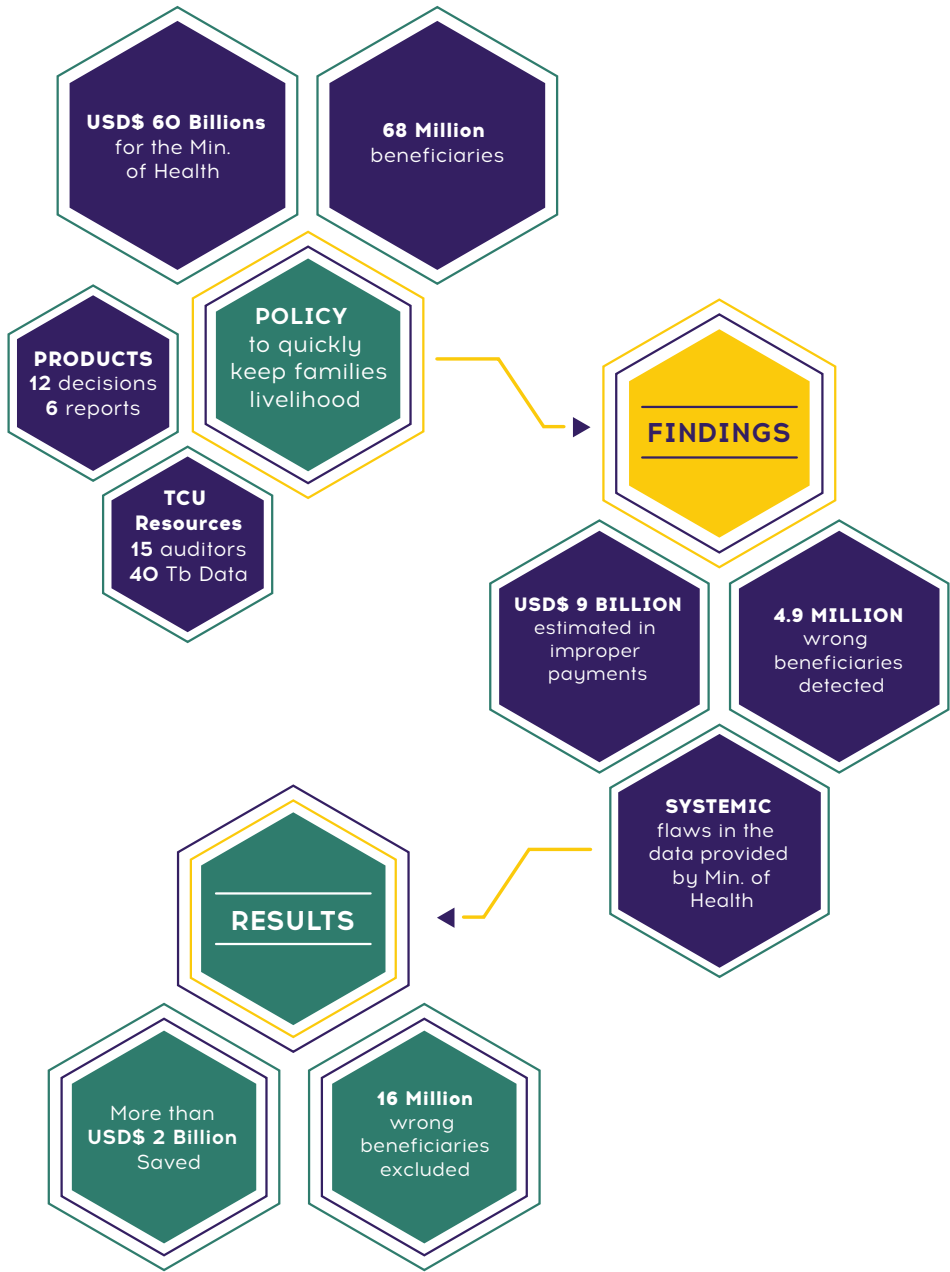 USD$ 60 Billions
for the Min.
of Health
68 Million
beneficiaries
POLICY
to quickly
keep families
livelihood
PRODUCTS
12 decisions
6 reports
TCU
Resources
15 auditors
40 Tb Data
FINDINGS
USD$ 9 BILLION
estimated in
improper
payments
4.9 MILLION
wrong
beneficiaries
detected
SYSTEMIC
flaws in the
data provided
by Min. of
Health
RESULTS
More than
USD$ 2 Billion
Saved
16 Million
wrong
beneficiaries
excluded